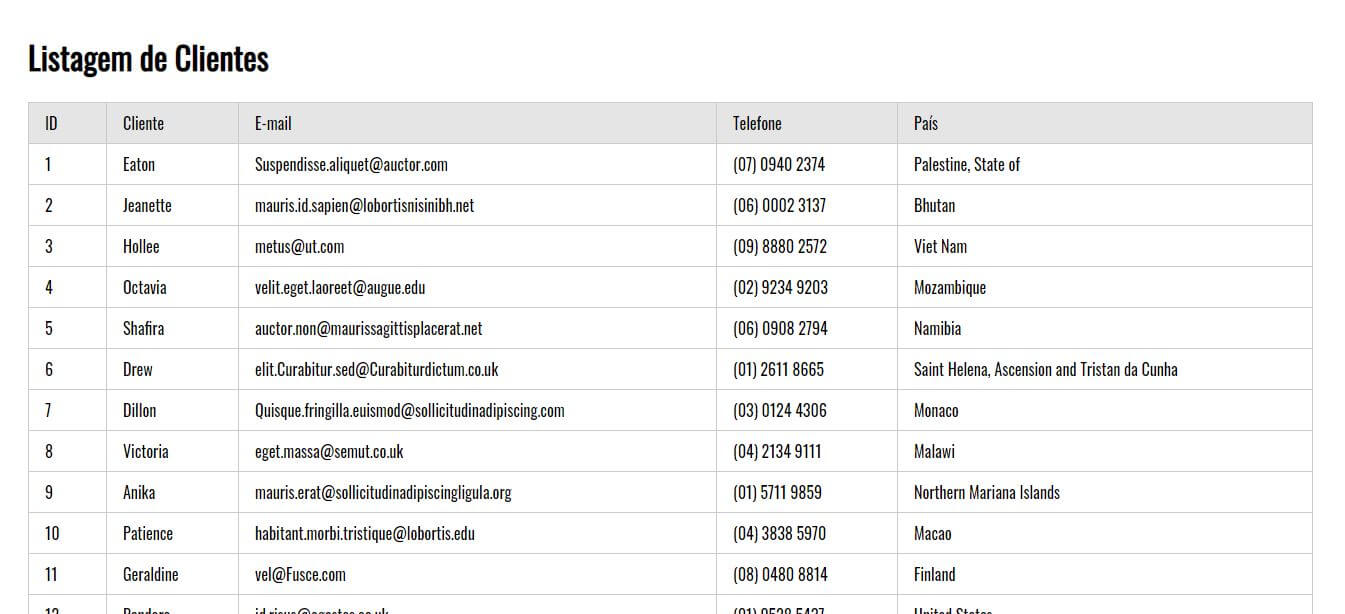 Listagem de Clientes
ID Cliente E-mail Telefone País
1 Eaton Suspendisse.aliquet@auctor.com (07) 0940 2374 Palestine, State of
2 Jeanette mauris.id.sapien@lobortisnisinibh.net (06) 0002 3137 Bhutan
3 Hollee metus@ut.com (09) 8880 2572 Viet Nam
4 Octavia velit.eget.laoreet@augue.edu (02) 9234 9203 Mozambique
5 Shafira auctor.non@maurissagittisplacerat.net (06) 0908 2794 Namibia
6 Drew elit.Curabitur.sed@Curabiturdictum.co.uk (01) 2611 8665 Saint Helena, Ascension and Tristan da Cunha
7 Dillon Quisque.fringilla.euismod@sollicitudinadipiscing.com (03) 0124 4306 Monaco
8 Victoria eget.massa@semut.co.uk (04) 2134 9111 Malawi
9 Anika mauris.erat@sollicitudinadipiscingligula.org (01) 5711 9859 Northern Mariana Islands
10 Patience habitant.morbi.tristique@lobortis.edu (04) 3838 5970 Macao
11 Geraldine vel@Fusce.com (08) 0480 8814 Finland
12 United States